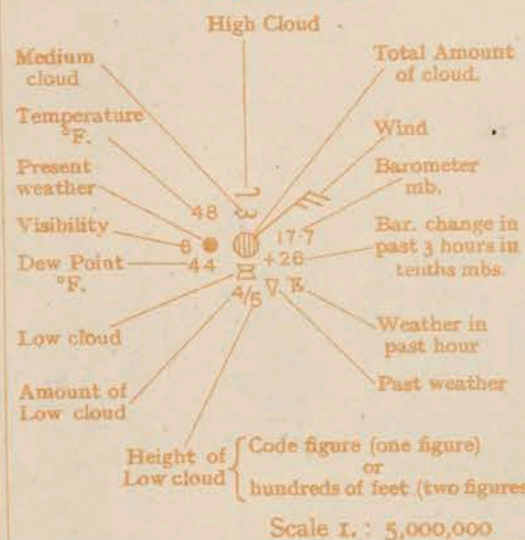 High Cloud
Medium
cloud
Total Amount
of cloud.
Temperature
°F.
Wind
Present
weather
Barometer
mb.
48
Visibility
8
17.7
Bar. change in
past 3 hours in
tenths mbs.
Dew Point
°F.
44
+28
4/5
Low cloud
Weather in
past hour
Amount of
Low cloud
Past weather
Height of
Low cloud
Code figure (one figure)
or
hundreds of feet (two figures
Scale 1. : 5,000,000